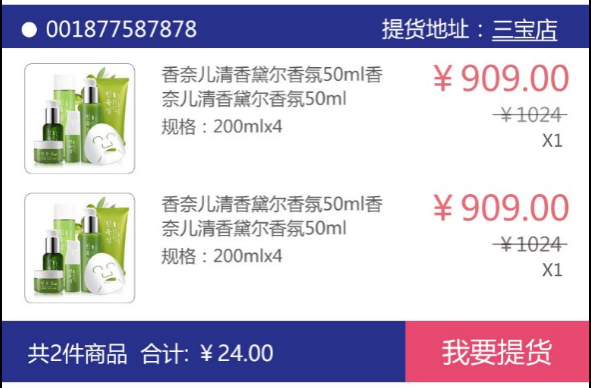 001877587878 提货地址：三宝店
香奈儿清香黛尔香氛50ml香
奈儿清香黛尔香氛50ml
规格：200mlx4
￥909.00
￥1024
X1
香奈儿清香黛尔香氛50ml香
奈儿清香黛尔香氛50ml
规格：200mlx4
￥909.00
￥1024
X1
共2件商品 合计: ￥24.00
我要提货